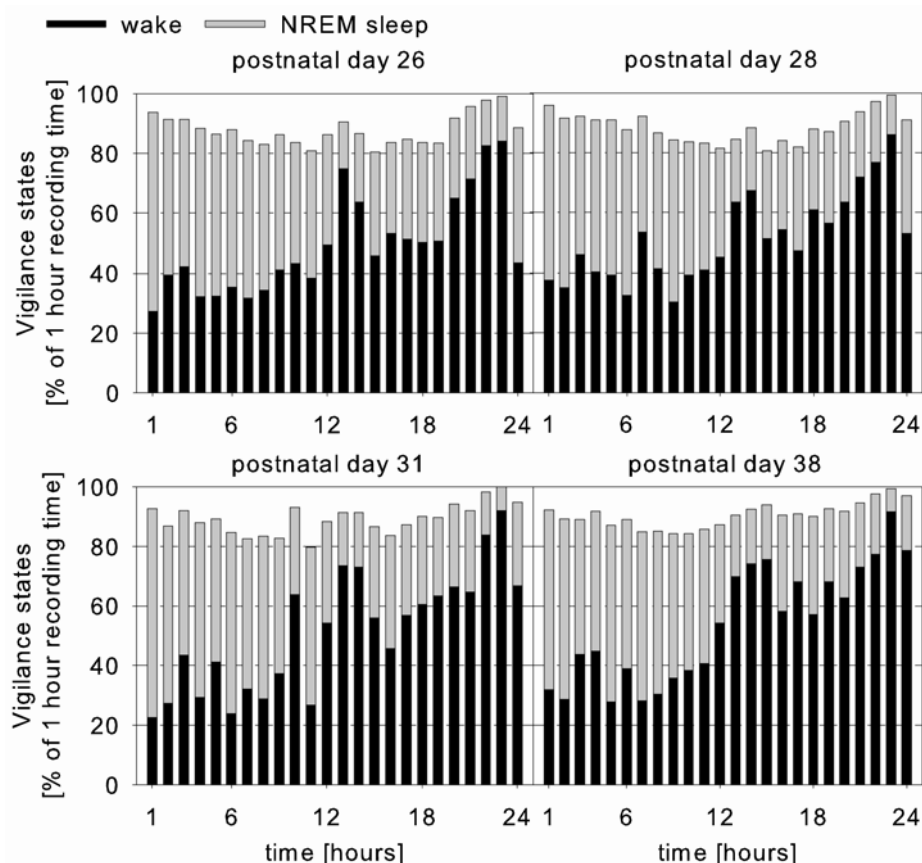 wake NREM sleep
postnatal day 26 postnatal day 28
Vigilance states
[% of 1 hour recording time]
100
80
60
40
20
0
1 6 12 18 24 1 6 12 18 24
postnatal day 31 postnatal day 38
Vigilance states
[% of 1 hour recording time]
100
80
60
40
20
0
1 6 12 18 24 1 6 12 18 24
time [hours] time [hours]